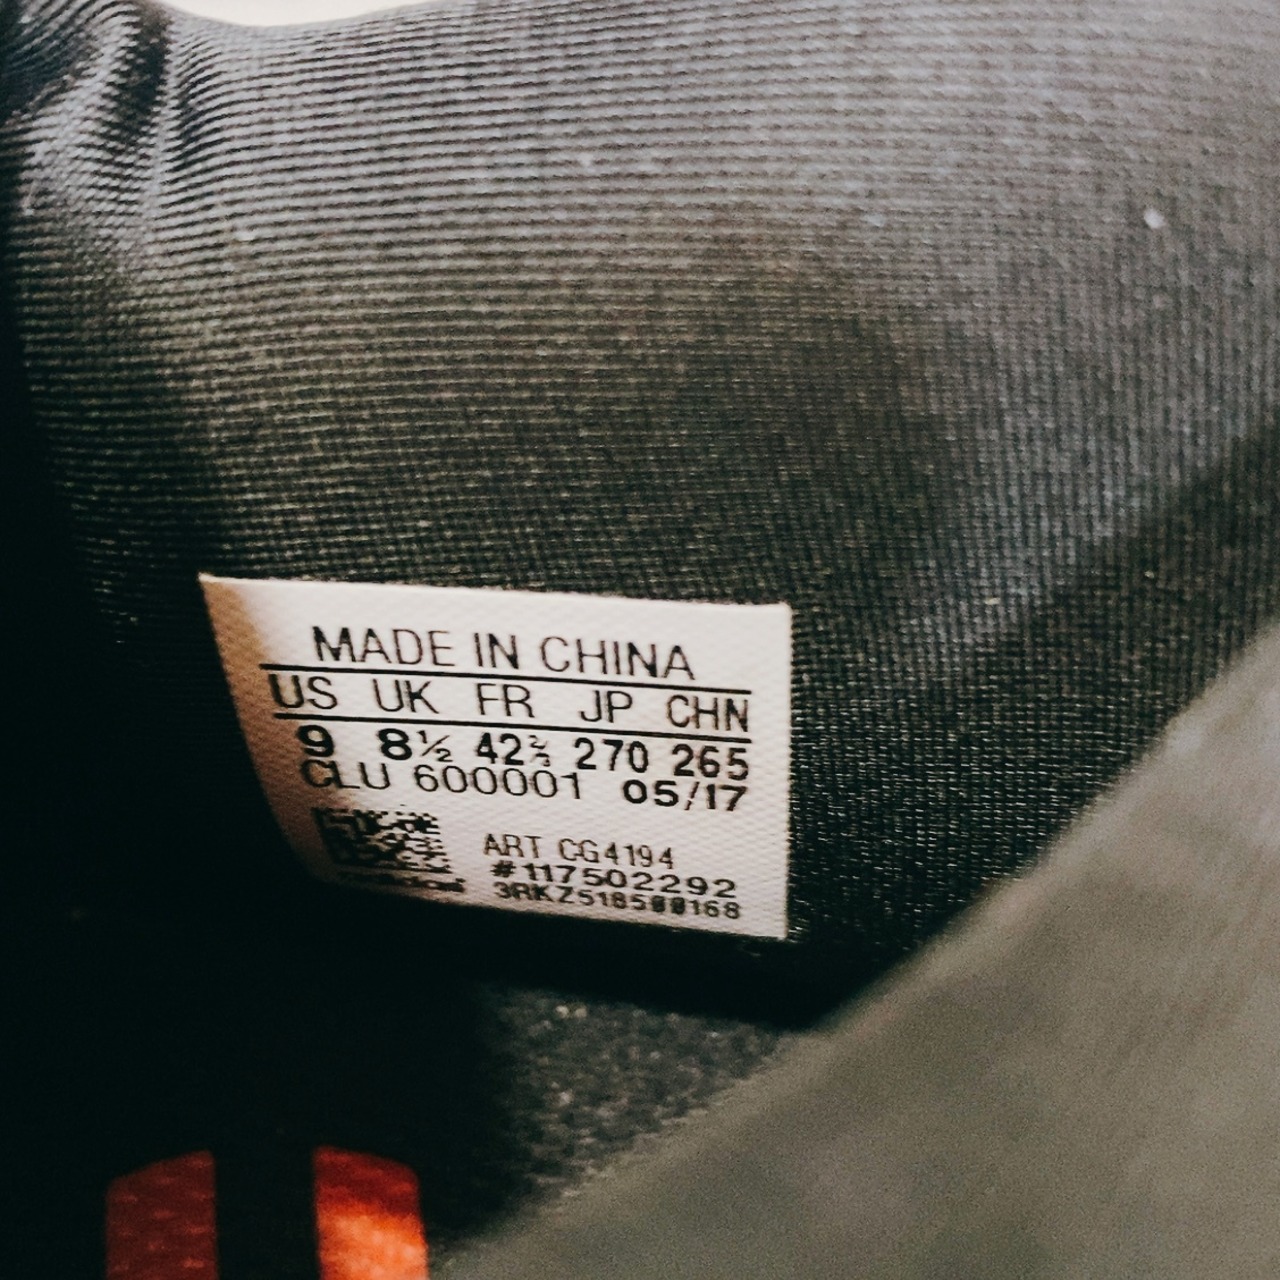 MADE IN CHINA
US UK FR JP CHN
9 8½ 42⅔ 270 265
CLU 600001 05/17
ART CG4194
#117502292
3RKZ518500168